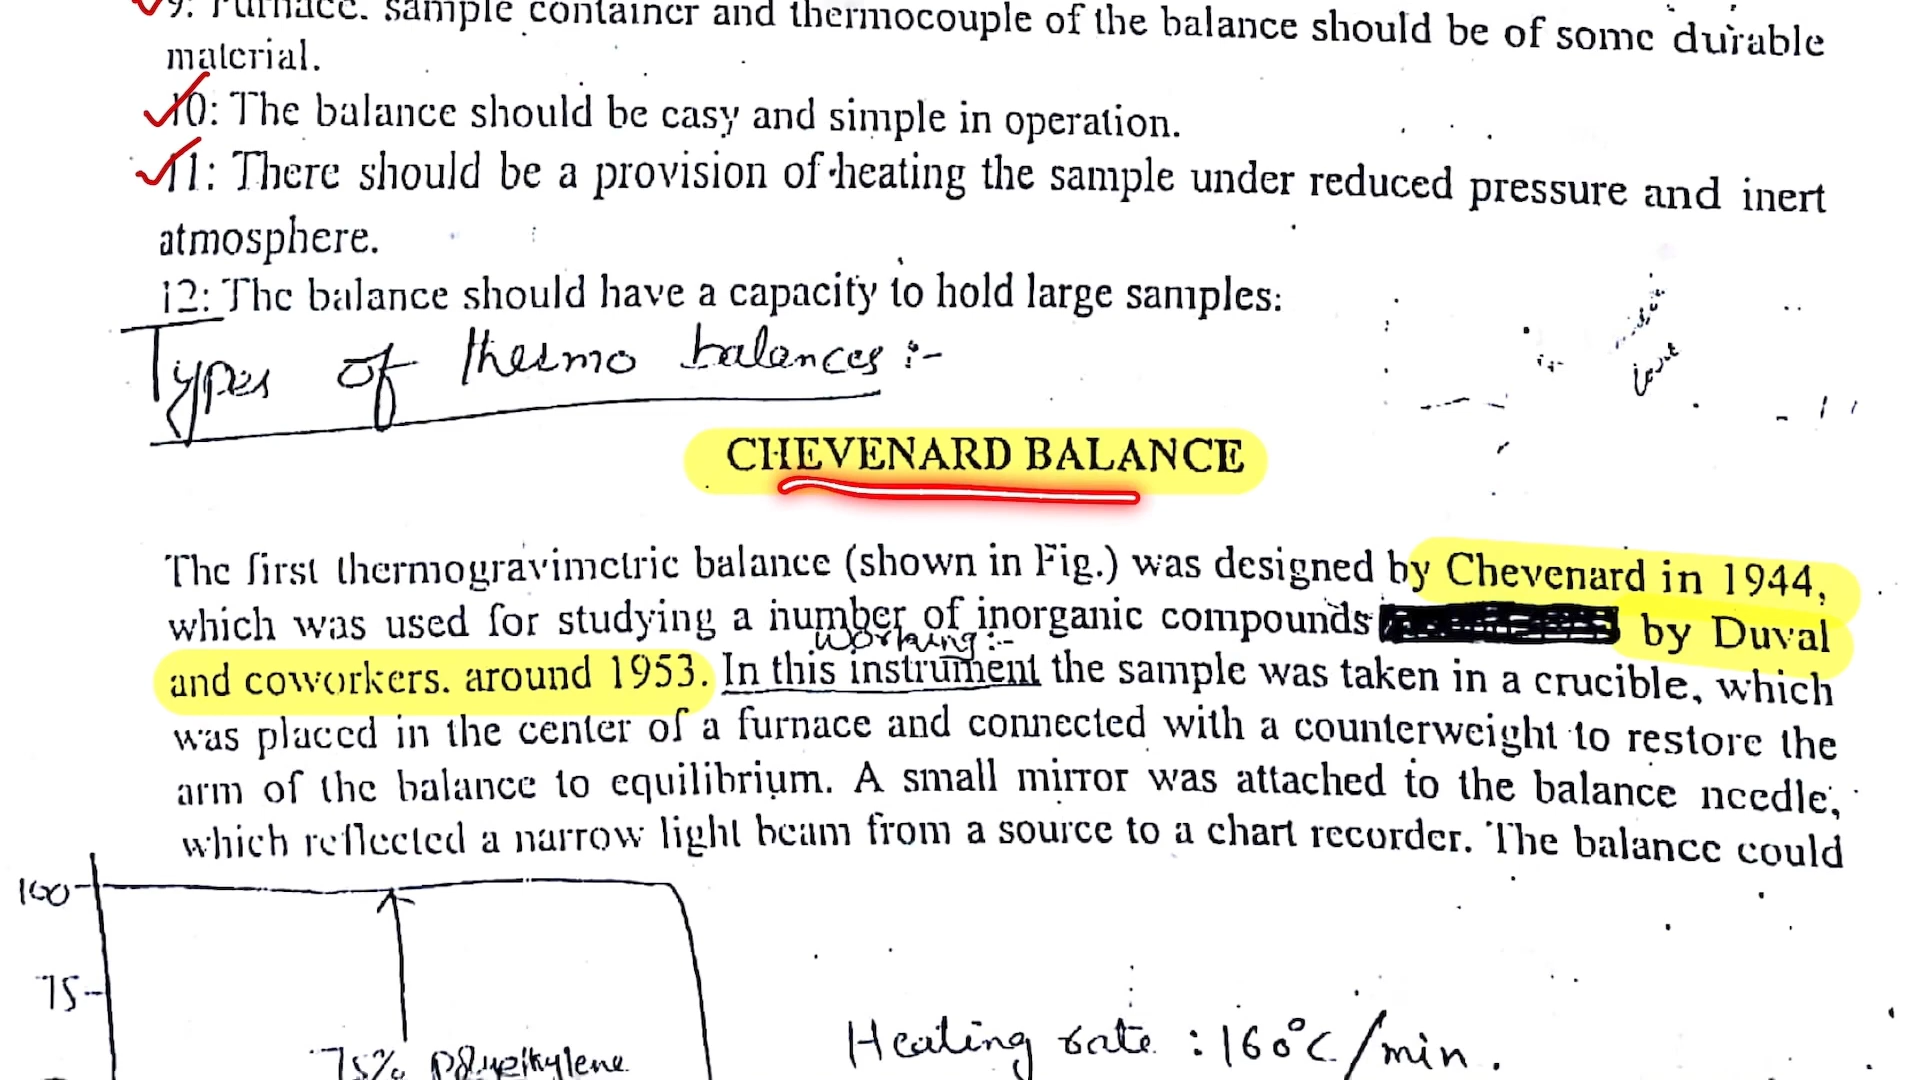 9: Furnace. sample container and thermocouple of the balance should be of some durable
material.
10: The balance should be easy and simple in operation.
11: There should be a provision of heating the sample under reduced pressure and inert
atmosphere.
12: The balance should have a capacity to hold large samples:
Types of thermo balances :-
CHEVENARD BALANCE
The first thermogravimetric balance (shown in Fig.) was designed by Chevenard in 1944,
which was used for studying a number of inorganic compounds by Duval
Working:-
and coworkers. around 1953. In this instrument the sample was taken in a crucible, which
was placed in the center of a furnace and connected with a counterweight to restore the
arm of the balance to equilibrium. A small mirror was attached to the balance needle,
which reflected a narrow light beam from a source to a chart recorder. The balance could
100
75
Heating rate : 160°C/min.
75% polyethylene